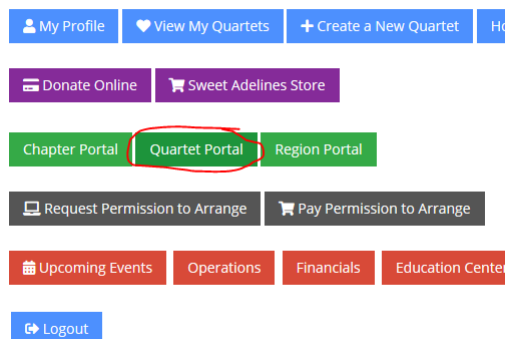 My Profile View My Quartets Create a New Quartet
Donate Online Sweet Adelines Store
Chapter Portal Quartet Portal Region Portal
Request Permission to Arrange Pay Permission to Arrange
Upcoming Events Operations Financials Education Center
Logout